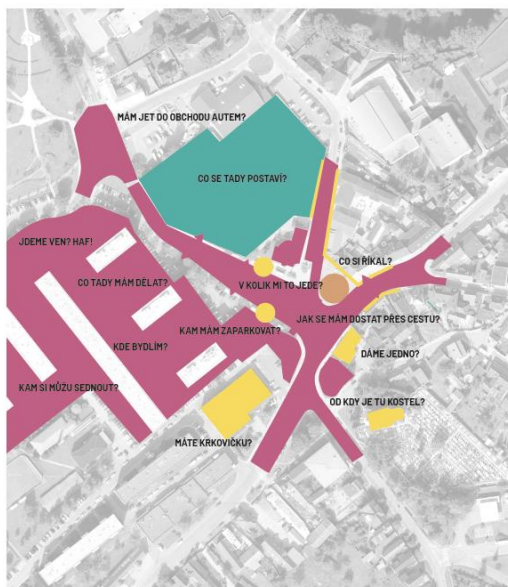 MÁM JET DO OBCHODU AUTEM?
CO SE TADY POSTAVÍ?
JDEME VEN? HAF!
CO SI ŘÍKAL?
CO TADY MÁM DĚLAT?
V KOLIK MI TO JEDE?
JAK SE MÁM DOSTAT PŘES CESTU?
KAM MÁM ZAPARKOVAT?
KDE BYDLÍM?
DÁME JEDNO?
KAM SI MŮŽU SEDNOUT?
OD KDY JE TU KOSTEL?
MÁTE KRKOVIČKU?